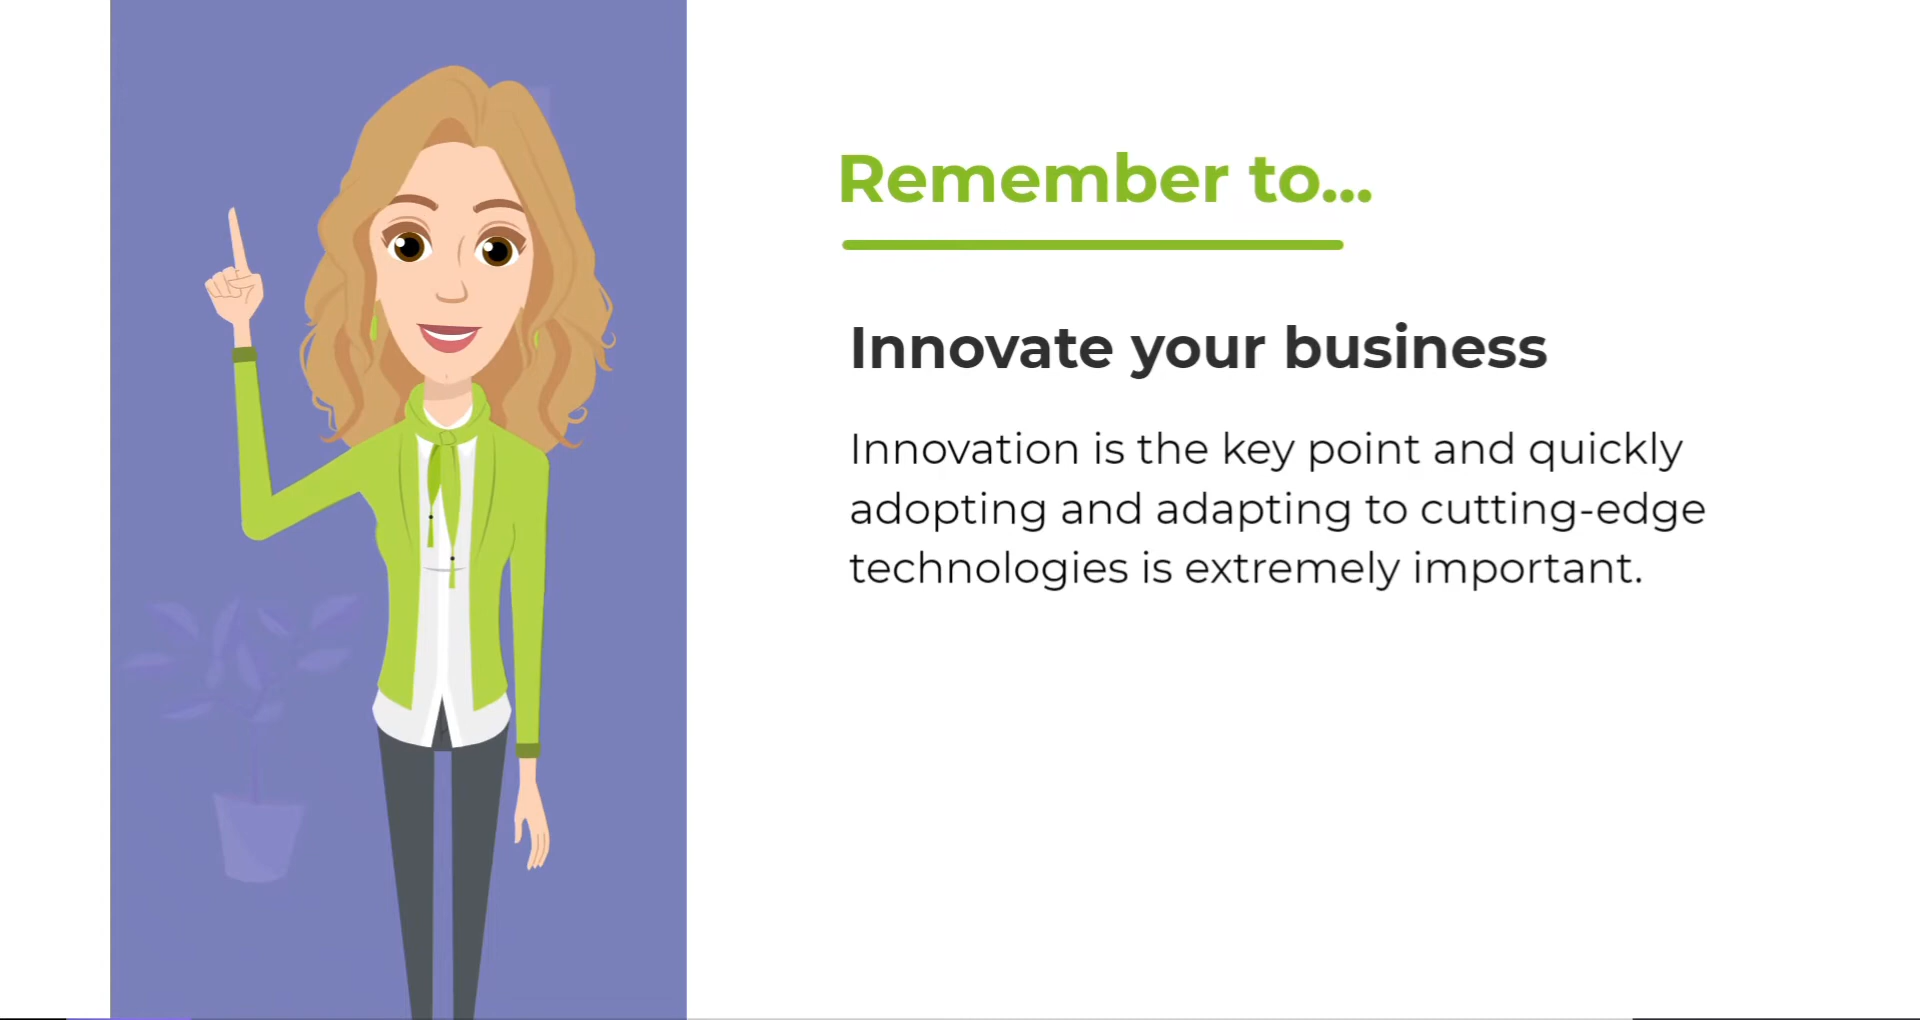 Remember to...
Innovate your business
Innovation is the key point and quickly
adopting and adapting to cutting-edge
technologies is extremely important.